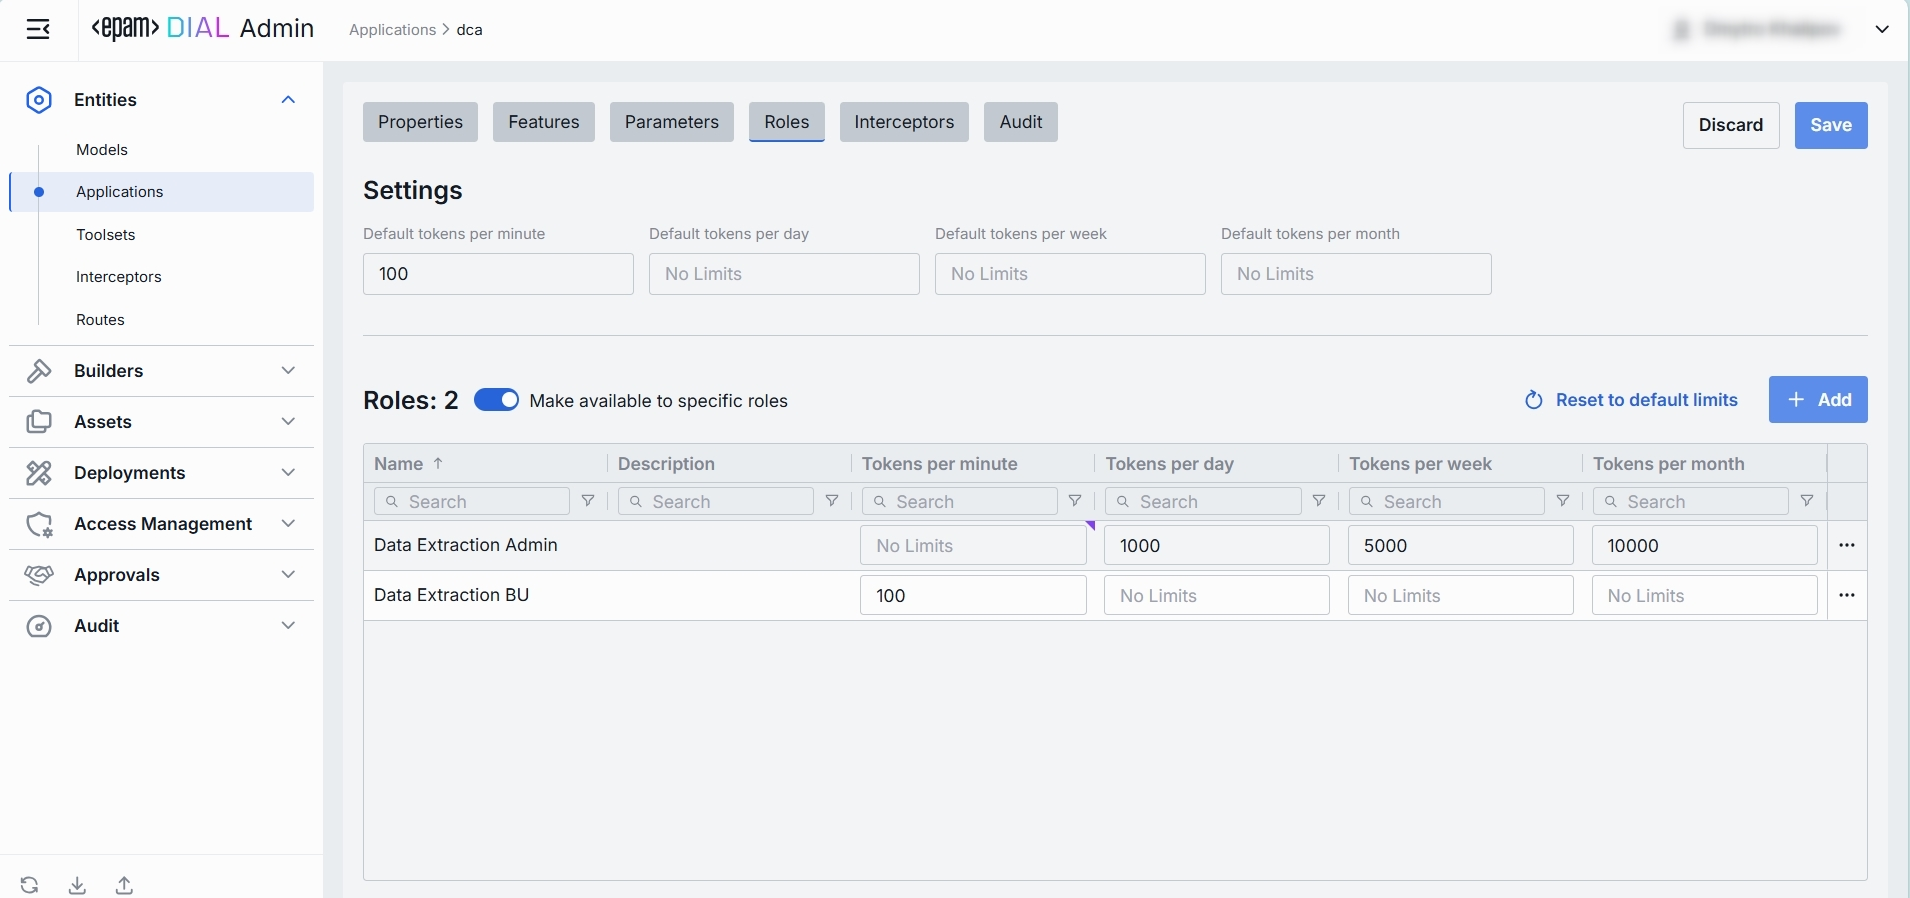 <epam> DIAL Admin
Applications > dca
Entities
Models
Applications
Toolsets
Interceptors
Routes
Builders
Assets
Deployments
Access Management
Approvals
Audit
Properties Features Parameters Roles Interceptors Audit
Discard Save
Settings
Default tokens per minute Default tokens per day Default tokens per week Default tokens per month
100 No Limits No Limits No Limits
Roles: 2 Make available to specific roles
Reset to default limits + Add
Name ↑ Description Tokens per minute Tokens per day Tokens per week Tokens per month
Search Search Search Search Search Search
Data Extraction Admin No Limits 1000 5000 10000 ...
Data Extraction BU 100 No Limits No Limits No Limits ...